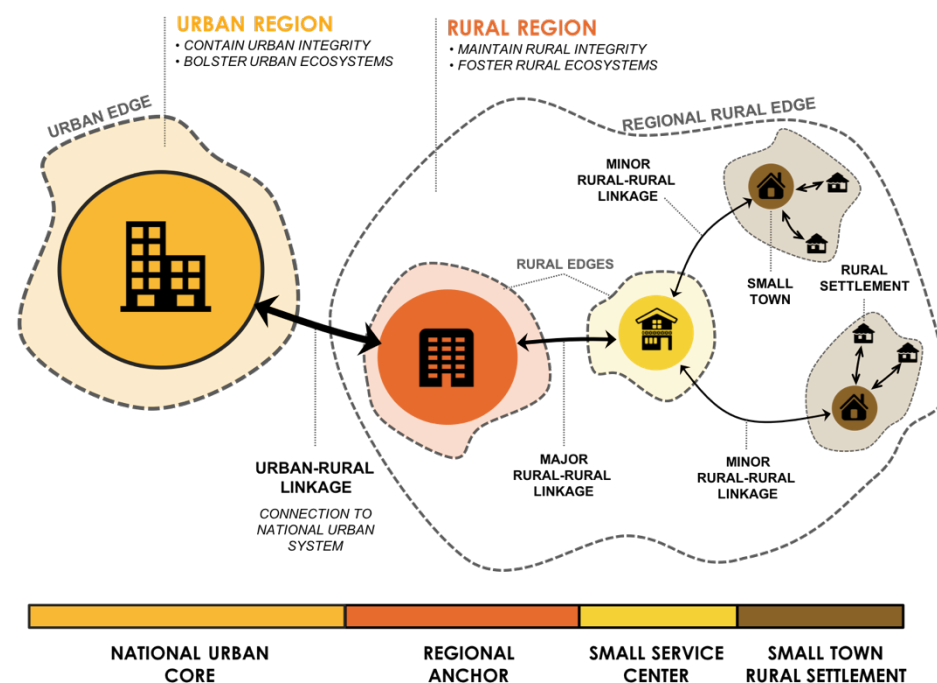 URBAN REGION
• CONTAIN URBAN INTEGRITY
• BOLSTER URBAN ECOSYSTEMS
RURAL REGION
• MAINTAIN RURAL INTEGRITY
• FOSTER RURAL ECOSYSTEMS
URBAN EDGE
REGIONAL RURAL EDGE
MINOR
RURAL-RURAL
LINKAGE
RURAL EDGES
SMALL
TOWN
RURAL
SETTLEMENT
URBAN-RURAL
LINKAGE
CONNECTION TO
NATIONAL URBAN
SYSTEM
MAJOR
RURAL-RURAL
LINKAGE
MINOR
RURAL-RURAL
LINKAGE
NATIONAL URBAN
CORE
REGIONAL
ANCHOR
SMALL SERVICE
CENTER
SMALL TOWN
RURAL SETTLEMENT